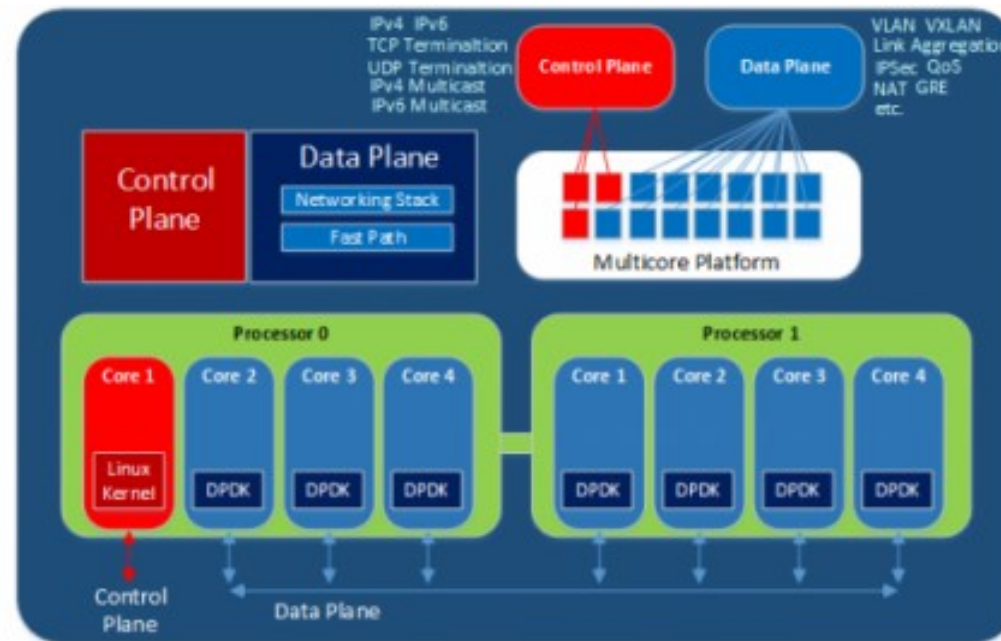 IPv4 IPv6
TCP Terminaltion
UDP Terminaltion
IPv4 Multicast
IPv6 Multicast
Control Plane
Data Plane
VLAN VXLAN
Link Aggregation
IPSec QoS
NAT GRE
etc.
Control
Plane
Data Plane
Networking Stack
Fast Path
Multicore Platform
Processor 0
Core 1
Core 2
Core 3
Core 4
Linux
Kernel
DPDK
DPDK
DPDK
Processor 1
Core 1
Core 2
Core 3
Core 4
DPDK
DPDK
DPDK
DPDK
Control
Plane
Data Plane